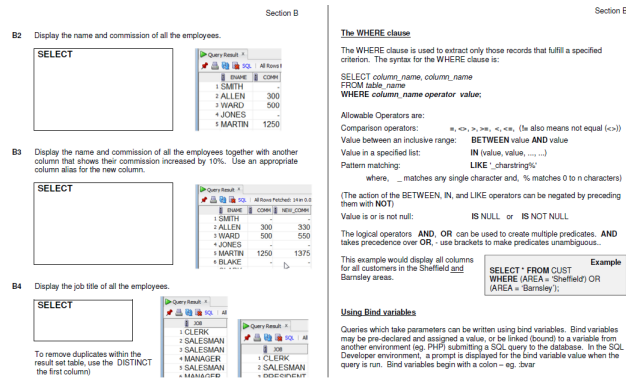 Section B
B2 Display the name and commission of all the employees.
SELECT
Query Result ×
SQL | All Rows
ENAME COMM
1 SMITH -
2 ALLEN 300
3 WARD 500
4 JONES -
5 MARTIN 1250
B3 Display the name and commission of all the employees together with another
column that shows their commission increased by 10%. Use an appropriate
column alias for the new column.
SELECT
Query Result ×
SQL | All Rows Fetched: 14 in 0.0
ENAME COMM NEW_COMM
1 SMITH - -
2 ALLEN 300 330
3 WARD 500 550
4 JONES - -
5 MARTIN 1250 1375
6 BLAKE - -
B4 Display the job title of all the employees.
SELECT
To remove duplicates within the
result set table, use the DISTINCT
the first column)
Query Result ×
SQL | All
JOB
1 CLERK
2 SALESMAN
3 SALESMAN
4 MANAGER
5 SALESMAN
6 MANAGER
Query Result ×
SQL
JOB
1 CLERK
2 SALESMAN
3 PRESIDENT
Section B
The WHERE clause
The WHERE clause is used to extract only those records that fulfill a specified
criterion. The syntax for the WHERE clause is:
SELECT column_name, column_name
FROM table_name
WHERE column_name operator value;
Allowable Operators are:
Comparison operators: =, <>, >, >=, <, <=, (!= also means not equal (<>))
Value between an inclusive range: BETWEEN value AND value
Value in a specified list: IN (value, value, ..., ...)
Pattern matching: LIKE '_charstring%'
where, _ matches any single character and, % matches 0 to n characters)
(The action of the BETWEEN, IN, and LIKE operators can be negated by preceding
them with NOT)
Value is or is not null: IS NULL or IS NOT NULL
The logical operators AND, OR can be used to create multiple predicates. AND
takes precedence over OR, - use brackets to make predicates unambiguous..
This example would display all columns
for all customers in the Sheffield and
Barnsley areas.
Example
SELECT * FROM CUST
WHERE (AREA = 'Sheffield') OR
(AREA = 'Barnsley');
Using Bind variables
Queries which take parameters can be written using bind variables. Bind variables
may be pre-declared and assigned a value, or be linked (bound) to a variable from
another environment (eg. PHP) submitting a SQL query to the database. In the SQL
Developer environment, a prompt is displayed for the bind variable value when the
query is run. Bind variables begin with a colon – eg. :bvar